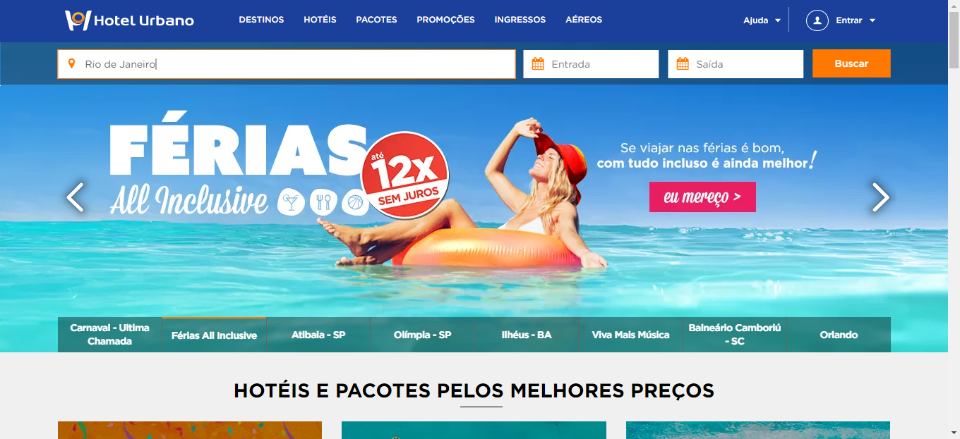 Hotel Urbano
DESTINOS HOTÉIS PACOTES PROMOÇÕES INGRESSOS AÉREOS
Ajuda
Entrar
Rio de Janeiro
Entrada
Saída
Buscar
FÉRIAS
All Inclusive
até
12X
SEM JUROS
Se viajar nas férias é bom,
com tudo incluso é ainda melhor!
eu mereço >
Carnaval - Ultima
Chamada
Férias All Inclusive
Atibaia - SP
Olímpia - SP
Ilhéus - BA
Viva Mais Música
Balneário Camboriú
- SC
Orlando
HOTÉIS E PACOTES PELOS MELHORES PREÇOS